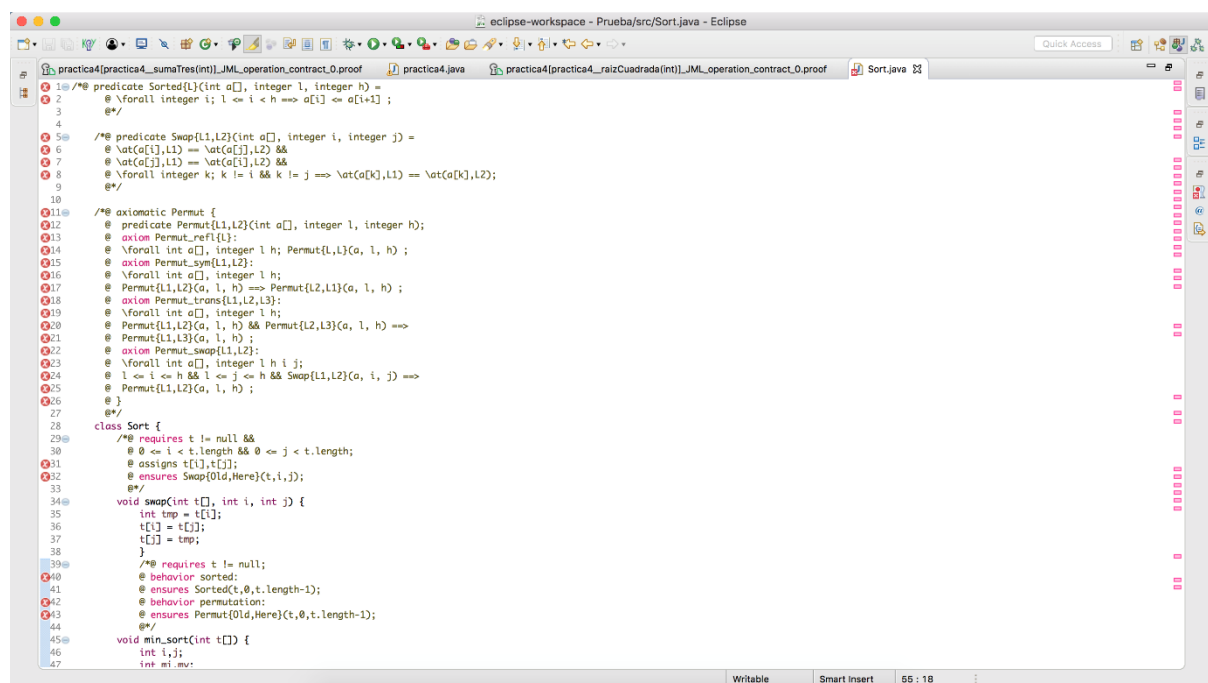 eclipse-workspace - Prueba/src/Sort.java - Eclipse
Quick Access
practica4[practica4__sumaTres(int)]_JML_operation_contract_0.proof practica4.java practica4[practica4__raizCuadrada(int)]_JML_operation_contract_0.proof Sort.java
1 /*@ predicate Sorted{L}(int a[], integer l, integer h) =
2 @ \forall integer i; l <= i < h ==> a[i] <= a[i+1] ;
3 @*/
4
5 /*@ predicate Swap{L1,L2}(int a[], integer i, integer j) =
6 @ \at(a[i],L1) == \at(a[j],L2) &&
7 @ \at(a[j],L1) == \at(a[i],L2) &&
8 @ \forall integer k; k != i && k != j ==> \at(a[k],L1) == \at(a[k],L2);
9 @*/
10
11 /*@ axiomatic Permut {
12 @ predicate Permut{L1,L2}(int a[], integer l, integer h);
13 @ axiom Permut_refl{L}:
14 @ \forall int a[], integer l h; Permut{L,L}(a, l, h) ;
15 @ axiom Permut_sym{L1,L2}:
16 @ \forall int a[], integer l h;
17 @ Permut{L1,L2}(a, l, h) ==> Permut{L2,L1}(a, l, h) ;
18 @ axiom Permut_trans{L1,L2,L3}:
19 @ \forall int a[], integer l h;
20 @ Permut{L1,L2}(a, l, h) && Permut{L2,L3}(a, l, h) ==>
21 @ Permut{L1,L3}(a, l, h) ;
22 @ axiom Permut_swap{L1,L2}:
23 @ \forall int a[], integer l h i j;
24 @ l <= i <= h && l <= j <= h && Swap{L1,L2}(a, i, j) ==>
25 @ Permut{L1,L2}(a, l, h) ;
26 @ }
27 @*/
28 class Sort {
29 /*@ requires t != null &&
30 @ 0 <= i < t.length && 0 <= j < t.length;
31 @ assigns t[i],t[j];
32 @ ensures Swap{Old,Here}(t,i,j);
33 @*/
34 void swap(int t[], int i, int j) {
35 int tmp = t[i];
36 t[i] = t[j];
37 t[j] = tmp;
38 }
39 /*@ requires t != null;
40 @ behavior sorted:
41 @ ensures Sorted(t,0,t.length-1);
42 @ behavior permutation:
43 @ ensures Permut{Old,Here}(t,0,t.length-1);
44 @*/
45 void min_sort(int t[]) {
46 int i,j;
47 int mi,mv;
Writable Smart Insert 55 : 18